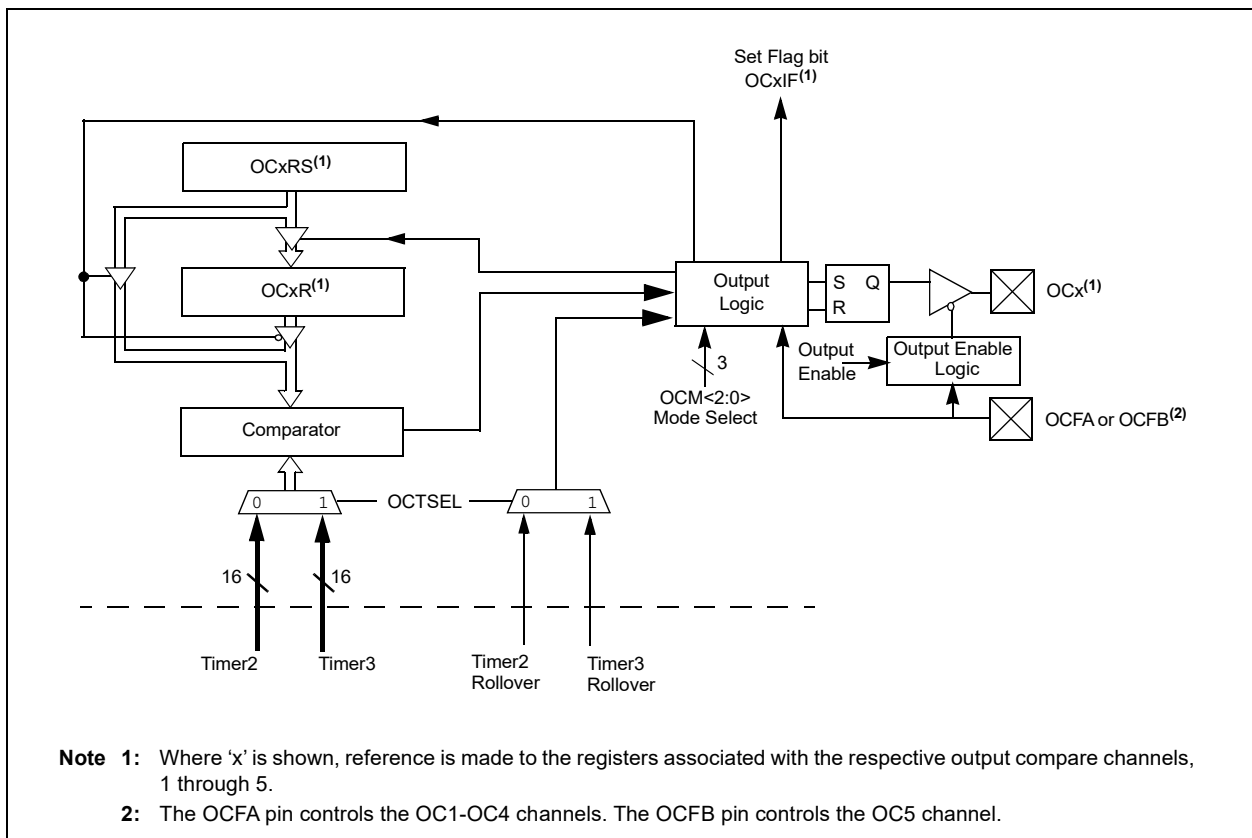 Set Flag bit
OCxIF(1)
OCxRS(1)
OCxR(1)
Output
Logic
S Q
R
OCx(1)
Output
Enable
Output Enable
Logic
3
OCM<2:0>
Mode Select
OCFA or OCFB(2)
Comparator
0 1
OCTSEL
0 1
16
16
Timer2
Timer3
Timer2
Rollover
Timer3
Rollover
Note 1: Where ‘x’ is shown, reference is made to the registers associated with the respective output compare channels,
1 through 5.
2: The OCFA pin controls the OC1-OC4 channels. The OCFB pin controls the OC5 channel.